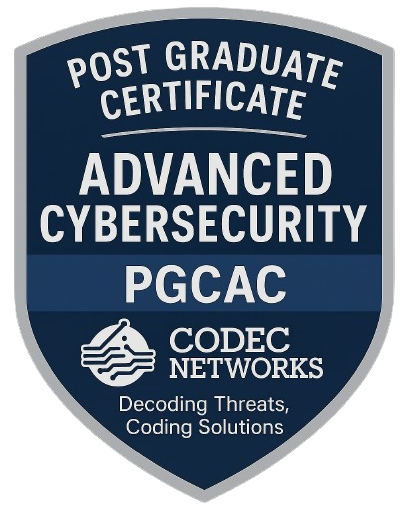 POST GRADUATE
CERTIFICATE
ADVANCED
CYBERSECURITY
PGCAC
CODEC
NETWORKS
Decoding Threats,
Coding Solutions